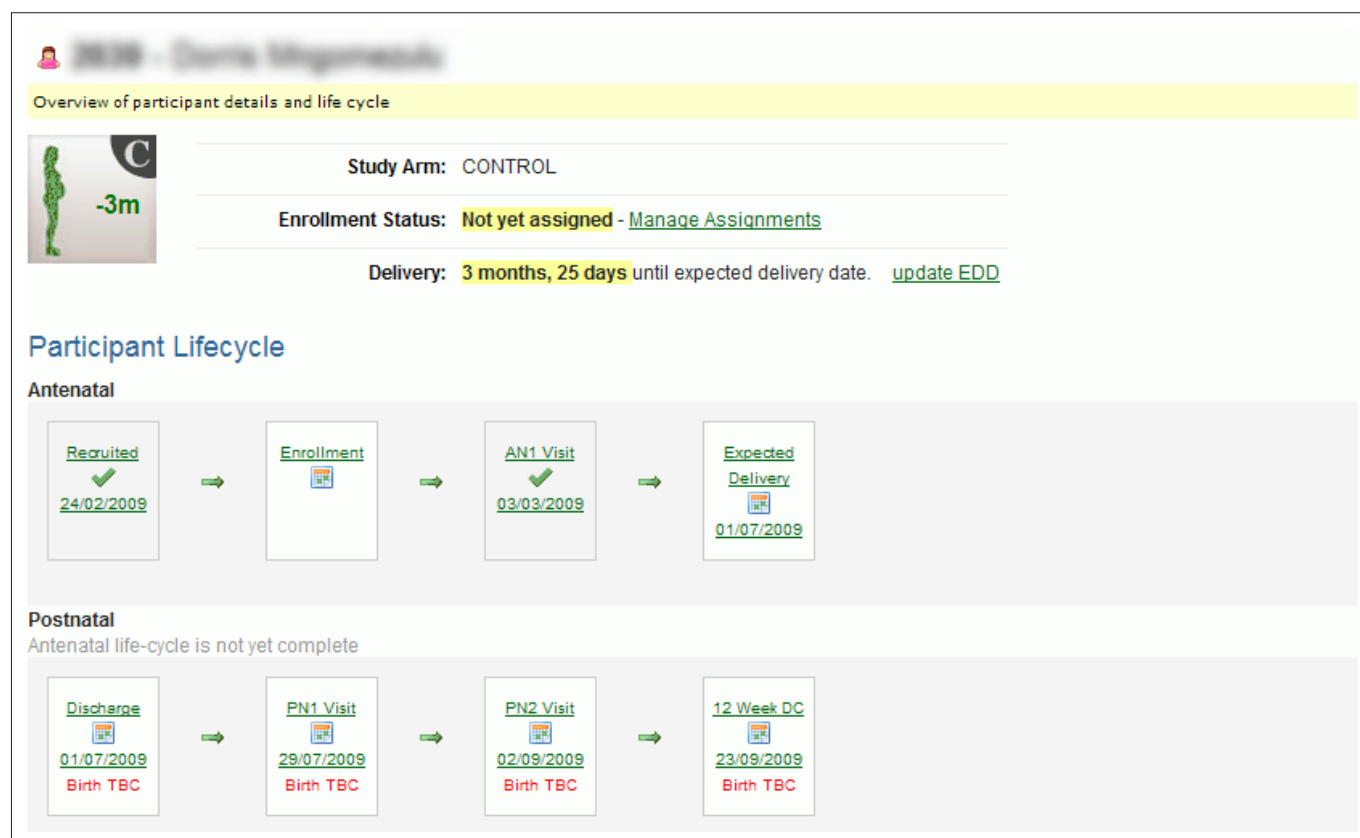 Overview of participant details and life cycle
C
-3m
Study Arm: CONTROL
Enrollment Status: Not yet assigned - Manage Assignments
Delivery: 3 months, 25 days until expected delivery date. update EDD
Participant Lifecycle
Antenatal
Recruited
24/02/2009
Enrollment
AN1 Visit
03/03/2009
Expected
Delivery
01/07/2009
Postnatal
Antenatal life-cycle is not yet complete
Discharge
01/07/2009
Birth TBC
PN1 Visit
29/07/2009
Birth TBC
PN2 Visit
02/09/2009
Birth TBC
12 Week DC
23/09/2009
Birth TBC